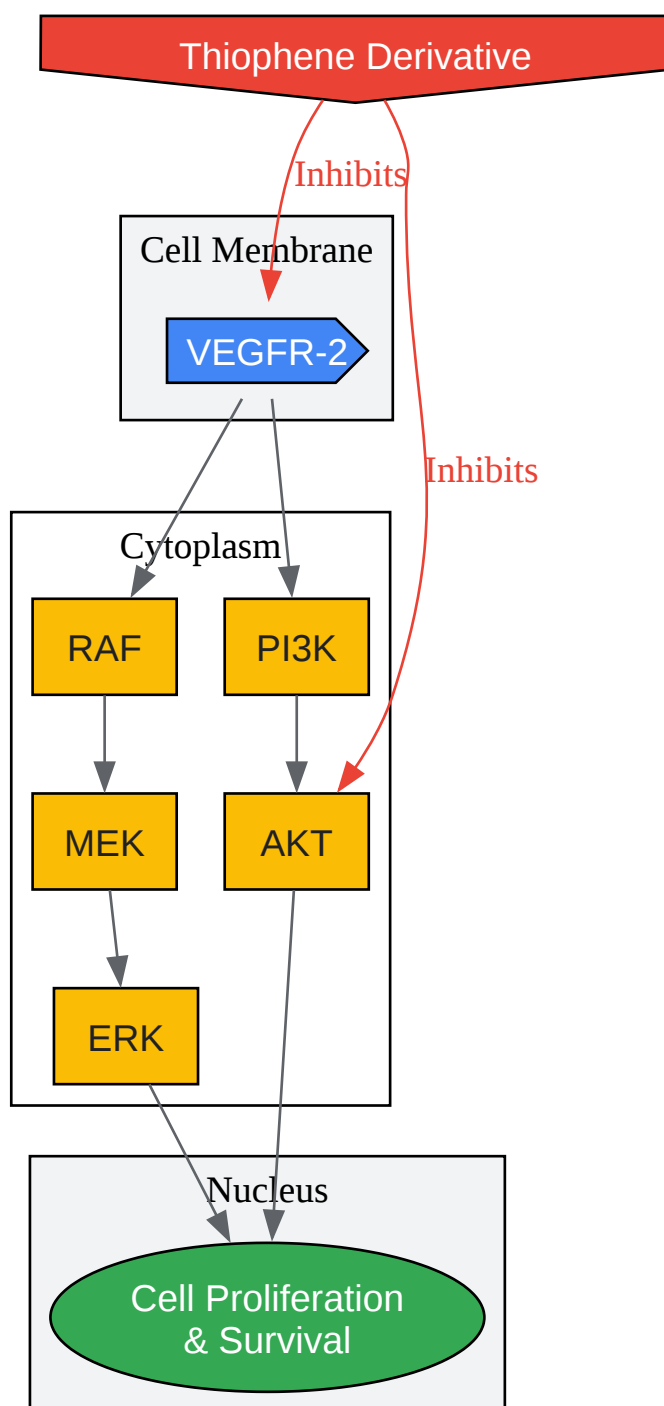 Thiophene Derivative
Inhibits
Cell Membrane
VEGFR-2
Inhibits
Cytoplasm
RAF
PI3K
MEK
AKT
ERK
Nucleus
Cell Proliferation
& Survival